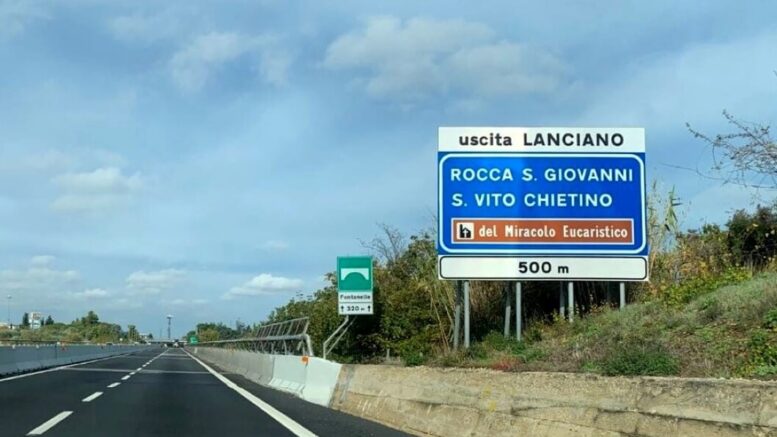 uscita LANCIANO
ROCCA S. GIOVANNI
S. VITO CHIETINO
del Miracolo Eucaristico
500 m
Fontanelle
320 m